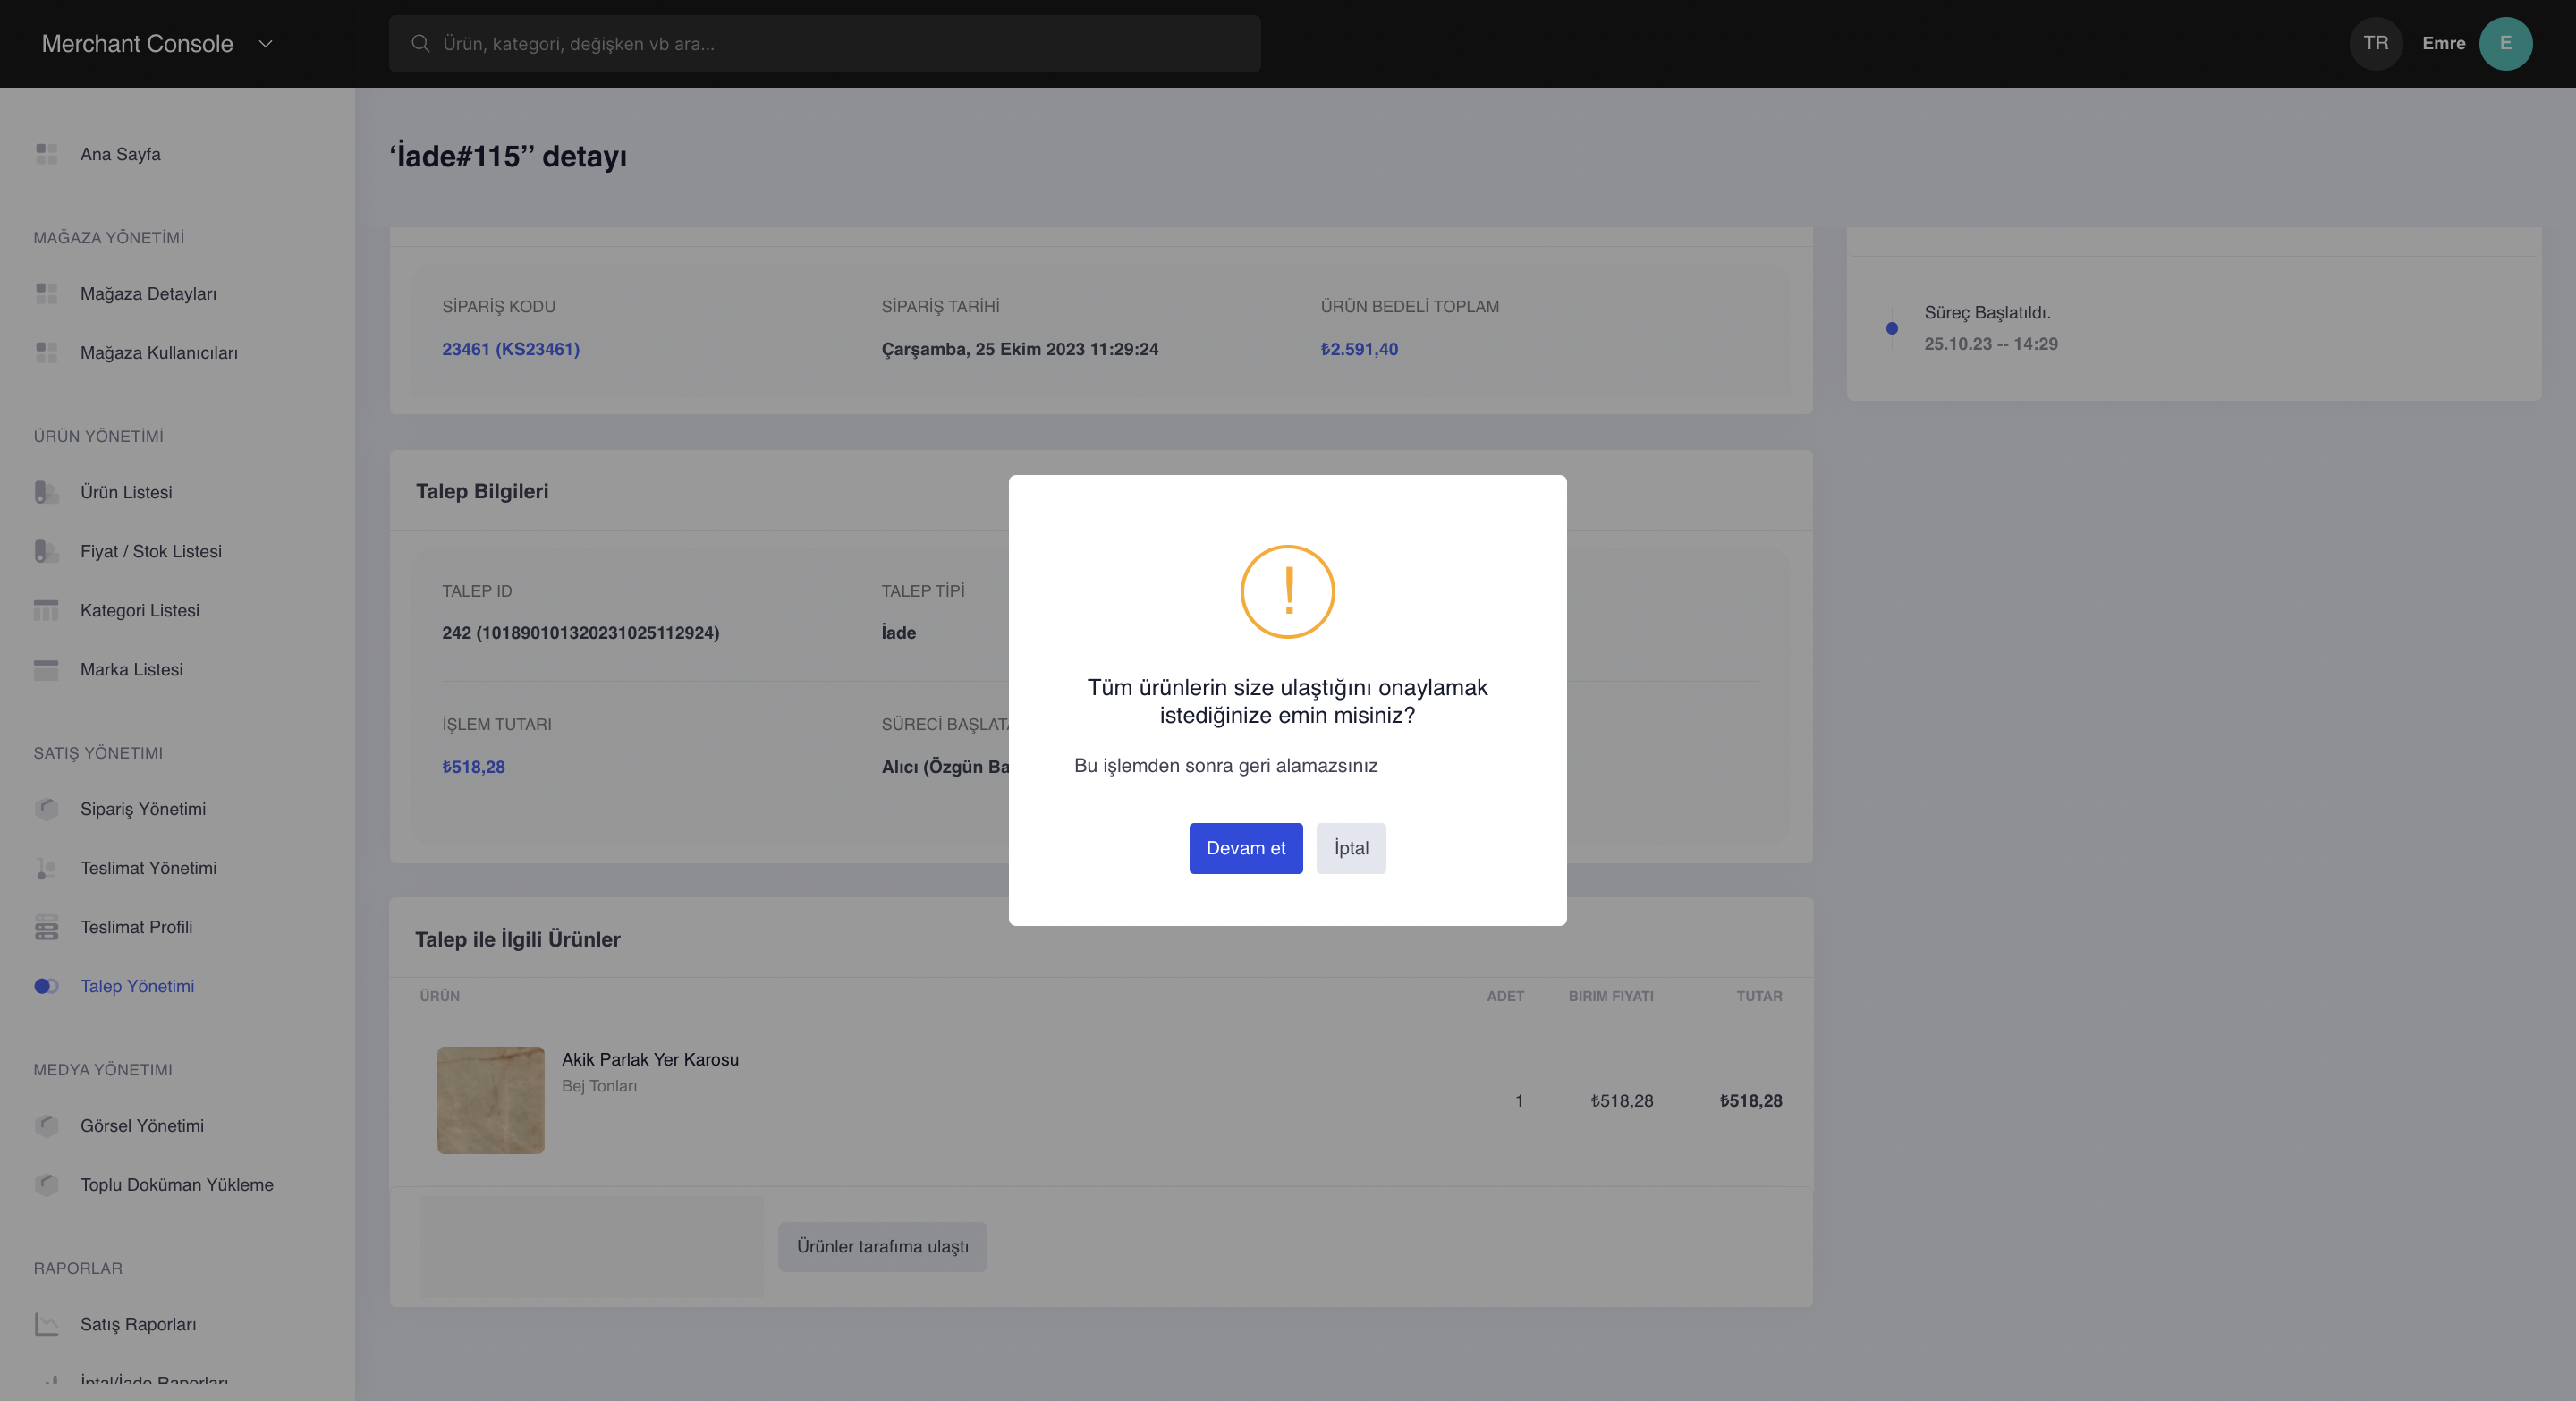 Merchant Console
Ürün, kategori, değişken vb ara...
TR
Emre
E
Ana Sayfa
MAĞAZA YÖNETİMİ
Mağaza Detayları
Mağaza Kullanıcıları
ÜRÜN YÖNETİMİ
Ürün Listesi
Fiyat / Stok Listesi
Kategori Listesi
Marka Listesi
SATIŞ YÖNETIMI
Sipariş Yönetimi
Teslimat Yönetimi
Teslimat Profili
Talep Yönetimi
MEDYA YÖNETIMI
Görsel Yönetimi
Toplu Doküman Yükleme
RAPORLAR
Satış Raporları
İptal/İade Raporları
‘İade#115’’ detayı
SİPARİŞ KODU
23461 (KS23461)
SİPARİŞ TARİHİ
Çarşamba, 25 Ekim 2023 11:29:24
ÜRÜN BEDELİ TOPLAM
₺2.591,40
Süreç Başlatıldı.
25.10.23 -- 14:29
Talep Bilgileri
TALEP ID
242 (101890101320231025112924)
TALEP TİPİ
İade
İŞLEM TUTARI
₺518,28
SÜRECİ BAŞLATA
Alıcı (Özgün Ba
Tüm ürünlerin size ulaştığını onaylamak
istediğinize emin misiniz?
Bu işlemden sonra geri alamazsınız
Devam et
İptal
Talep ile İlgili Ürünler
ÜRÜN
ADET
BIRIM FIYATI
TUTAR
Akik Parlak Yer Karosu
Bej Tonları
1
₺518,28
₺518,28
Ürünler tarafıma ulaştı